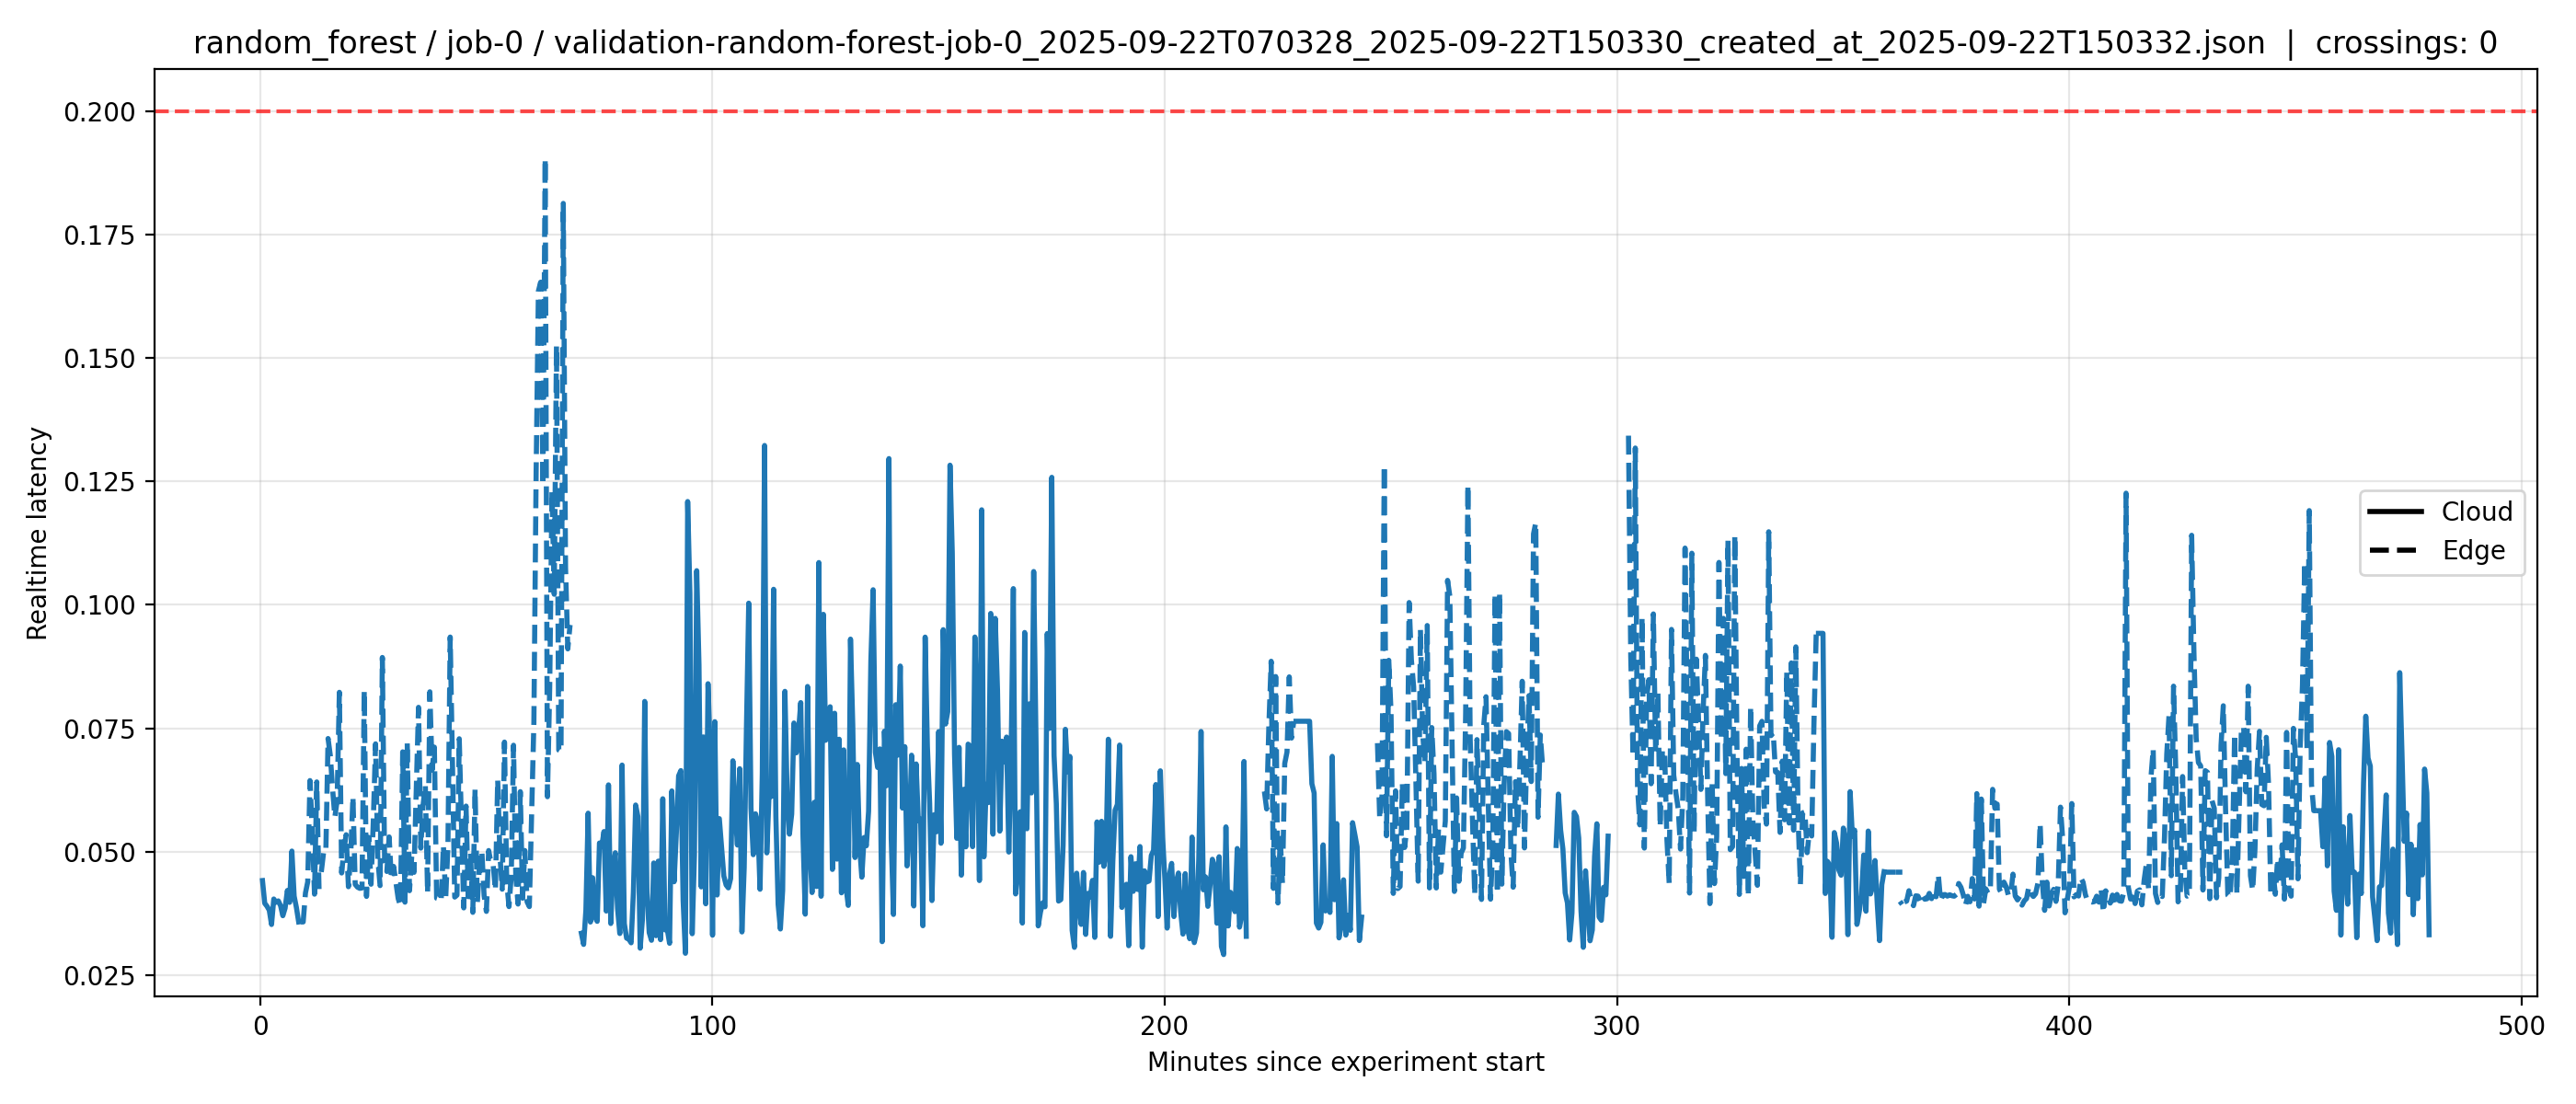 random_forest / job-0 / validation-random-forest-job-0_2025-09-22T070328_2025-09-22T150330_created_at_2025-09-22T150332.json | crossings: 0
0.200
0.175
0.150
0.125
0.100
0.075
0.050
0.025
Realtime latency
Cloud
Edge
0 100 200 300 400 500
Minutes since experiment start